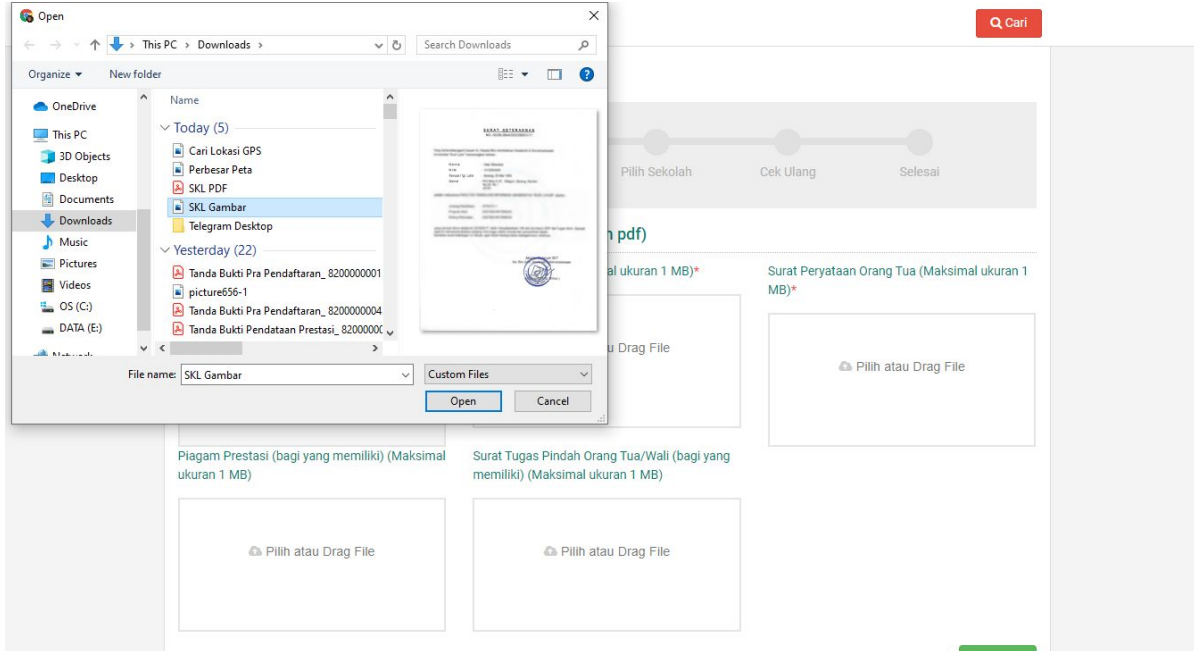 Open
This PC > Downloads >
Search Downloads
Cari
Organize
New folder
OneDrive
This PC
3D Objects
Desktop
Documents
Downloads
Music
Pictures
Videos
OS (C:)
DATA (E:)
Network
Name
Today (5)
Cari Lokasi GPS
Perbesar Peta
SKL PDF
SKL Gambar
Telegram Desktop
Yesterday (22)
Tanda Bukti Pra Pendaftaran_ 8200000001
picture656-1
Tanda Bukti Pra Pendaftaran_ 8200000004
Tanda Bukti Pendataan Prestasi_ 8200000
SURAT KETERANGAN
File name:
SKL Gambar
Custom Files
Open
Cancel
Pilih Sekolah
Cek Ulang
Selesai
pdf)
ukuran 1 MB)*
Surat Peryataan Orang Tua (Maksimal ukuran 1
MB)*
Drag File
Pilih atau Drag File
Piagam Prestasi (bagi yang memiliki) (Maksimal
ukuran 1 MB)
Surat Tugas Pindah Orang Tua/Wali (bagi yang
memiliki) (Maksimal ukuran 1 MB)
Pilih atau Drag File
Pilih atau Drag File